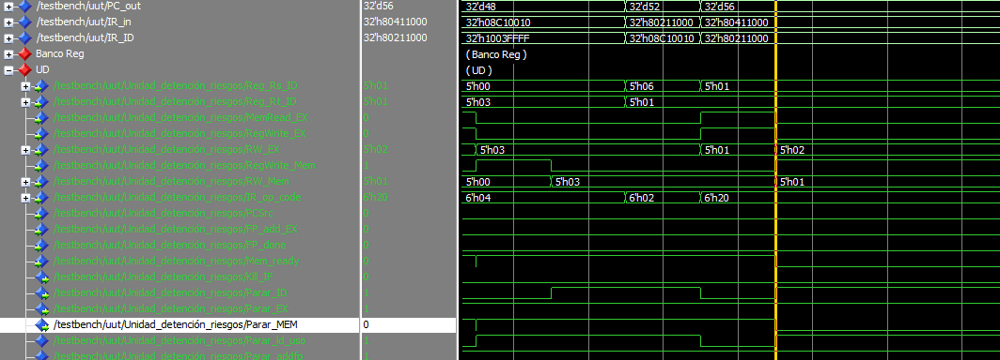 /testbench/uut/PC_out 32'd56 32'd48 32'd52 32'd56
/testbench/uut/IR_in 32'h80411000 32'h08C10010 32'h80211000 32'h80411000
/testbench/uut/IR_ID 32'h80211000 32'h1003FFFF 32'h08C10010 32'h80211000
Banco Reg ( Banco Reg )
UD ( UD )
/testbench/uut/Unidad_detención_riesgos/Reg_Rs_ID 5'h01 5'h00 5'h06 5'h01
/testbench/uut/Unidad_detención_riesgos/Reg_Rt_ID 5'h01 5'h03 5'h01
/testbench/uut/Unidad_detención_riesgos/MemRead_EX 0
/testbench/uut/Unidad_detención_riesgos/RegWrite_EX 0
/testbench/uut/Unidad_detención_riesgos/RW_EX 5'h02 5'h03 5'h01 5'h02
/testbench/uut/Unidad_detención_riesgos/RegWrite_Mem 1
/testbench/uut/Unidad_detención_riesgos/RW_Mem 5'h01 5'h00 5'h03 5'h01
/testbench/uut/Unidad_detención_riesgos/IR_op_code 6'h20 6'h04 6'h02 6'h20
/testbench/uut/Unidad_detención_riesgos/PCSrc 0
/testbench/uut/Unidad_detención_riesgos/FP_add_EX 0
/testbench/uut/Unidad_detención_riesgos/FP_done 0
/testbench/uut/Unidad_detención_riesgos/Mem_ready 0
/testbench/uut/Unidad_detención_riesgos/Kill_IF 0
/testbench/uut/Unidad_detención_riesgos/Parar_ID 1
/testbench/uut/Unidad_detención_riesgos/Parar_EX 1
/testbench/uut/Unidad_detención_riesgos/Parar_MEM 0
/testbench/uut/Unidad_detención_riesgos/Parar_ld_uso 1
/testbench/uut/Unidad_detención_riesgos/Parar_addfp 1